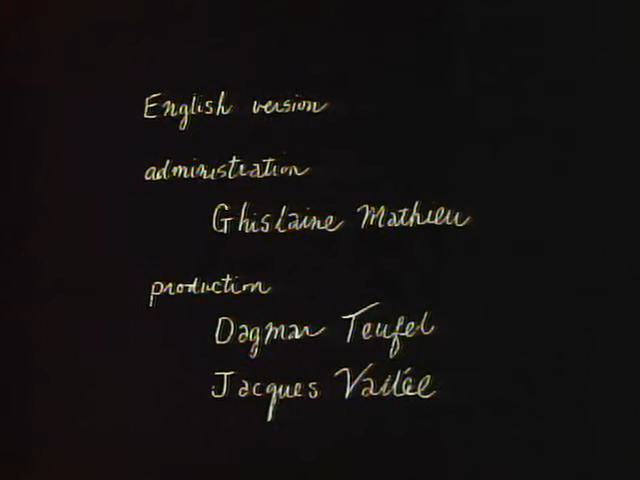 English version
administration
Ghislaine Mathieu
production
Dagmar Teufel
Jacques Vallée